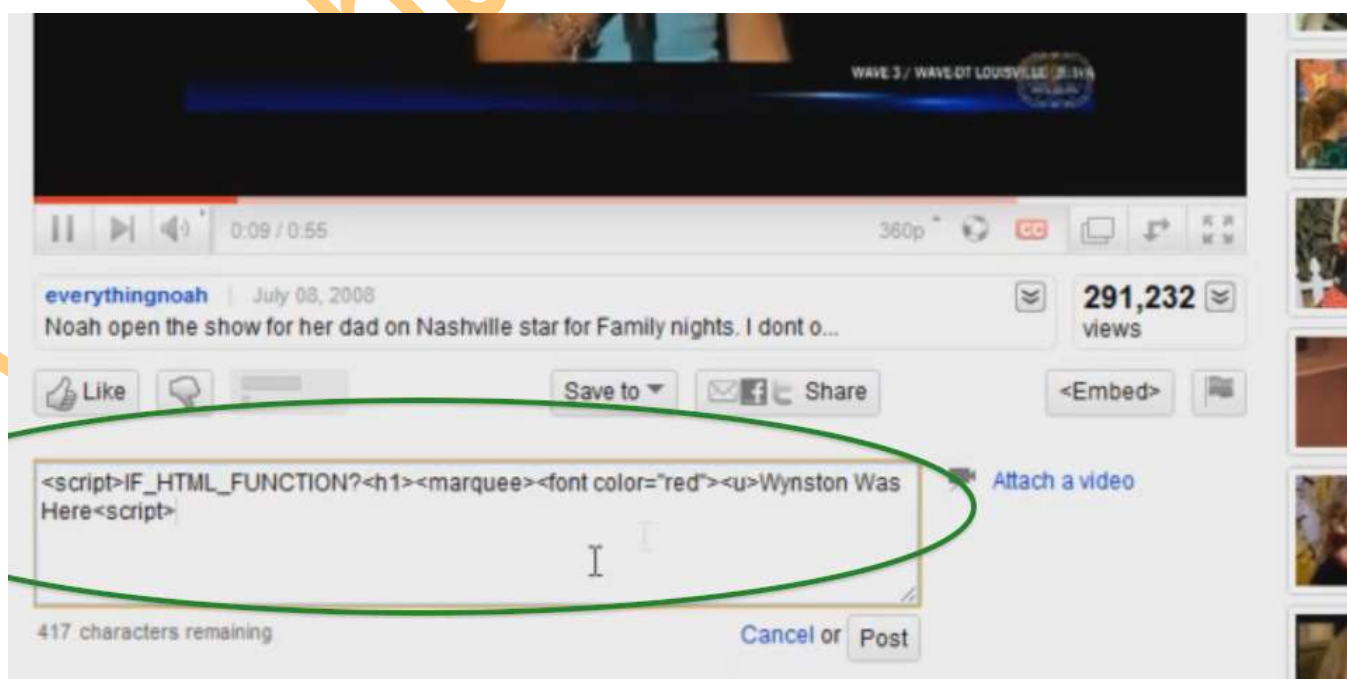 WAVE 3 / WAVE-DT LOUISVILLE
0:09 / 0:55
360p
CC
everythingnoah | July 08, 2008
291,232
Noah open the show for her dad on Nashville star for Family nights. I dont o...
views
Like
Save to
Share
<Embed>
<script>IF_HTML_FUNCTION?<h1><marquee><font color="red"><u>Wynston Was
Here<script>
Attach a video
417 characters remaining
Cancel or Post